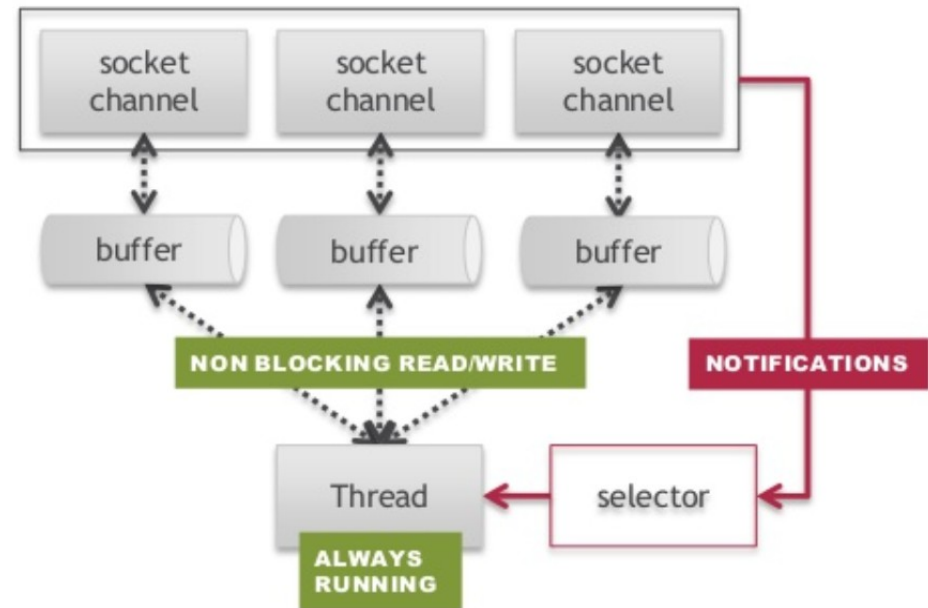 socket
channel
socket
channel
socket
channel
buffer
buffer
buffer
NON BLOCKING READ/WRITE
NOTIFICATIONS
Thread
selector
ALWAYS
RUNNING